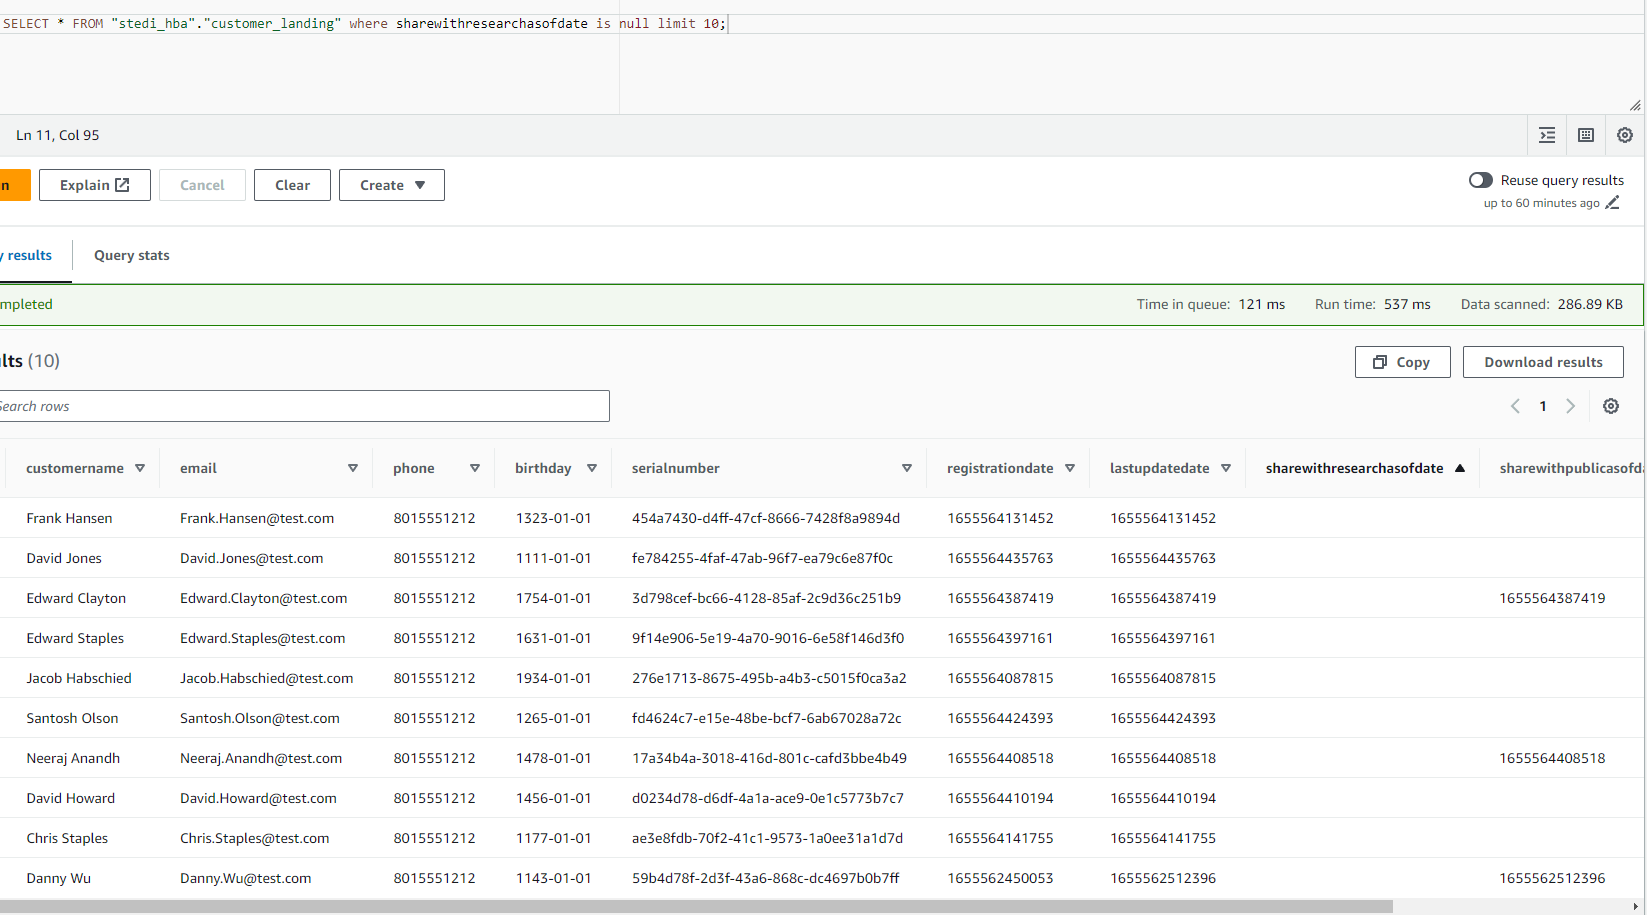 SELECT * FROM "stedi_hba"."customer_landing" where sharewithresearchasofdate is null limit 10;
Ln 11, Col 95
n Explain Cancel Clear Create Reuse query results
up to 60 minutes ago
y results Query stats
mpleted Time in queue: 121 ms Run time: 537 ms Data scanned: 286.89 KB
lts (10) Copy Download results
Search rows 1
customername email phone birthday serialnumber registrationdate lastupdatedate sharewithresearchasofdate sharewithpublicasofda
Frank Hansen Frank.Hansen@test.com 8015551212 1323-01-01 454a7430-d4ff-47cf-8666-7428f8a9894d 1655564131452 1655564131452
David Jones David.Jones@test.com 8015551212 1111-01-01 fe784255-4faf-47ab-96f7-ea79c6e87f0c 1655564435763 1655564435763
Edward Clayton Edward.Clayton@test.com 8015551212 1754-01-01 3d798cef-bc66-4128-85af-2c9d36c251b9 1655564387419 1655564387419 1655564387419
Edward Staples Edward.Staples@test.com 8015551212 1631-01-01 9f14e906-5e19-4a70-9016-6e58f146d3f0 1655564397161 1655564397161
Jacob Habschied Jacob.Habschied@test.com 8015551212 1934-01-01 276e1713-8675-495b-a4b3-c5015f0ca3a2 1655564087815 1655564087815
Santosh Olson Santosh.Olson@test.com 8015551212 1265-01-01 fd4624c7-e15e-48be-bcf7-6ab67028a72c 1655564424393 1655564424393
Neeraj Anandh Neeraj.Anandh@test.com 8015551212 1478-01-01 17a34b4a-3018-416d-801c-cafd3bbe4b49 1655564408518 1655564408518 1655564408518
David Howard David.Howard@test.com 8015551212 1456-01-01 d0234d78-d6df-4a1a-ace9-0e1c5773b7c7 1655564410194 1655564410194
Chris Staples Chris.Staples@test.com 8015551212 1177-01-01 ae3e8fdb-70f2-41c1-9573-1a0ee31a1d7d 1655564141755 1655564141755
Danny Wu Danny.Wu@test.com 8015551212 1143-01-01 59b4d78f-2d3f-43a6-868c-dc4697b0b7ff 1655562450053 1655562512396 1655562512396